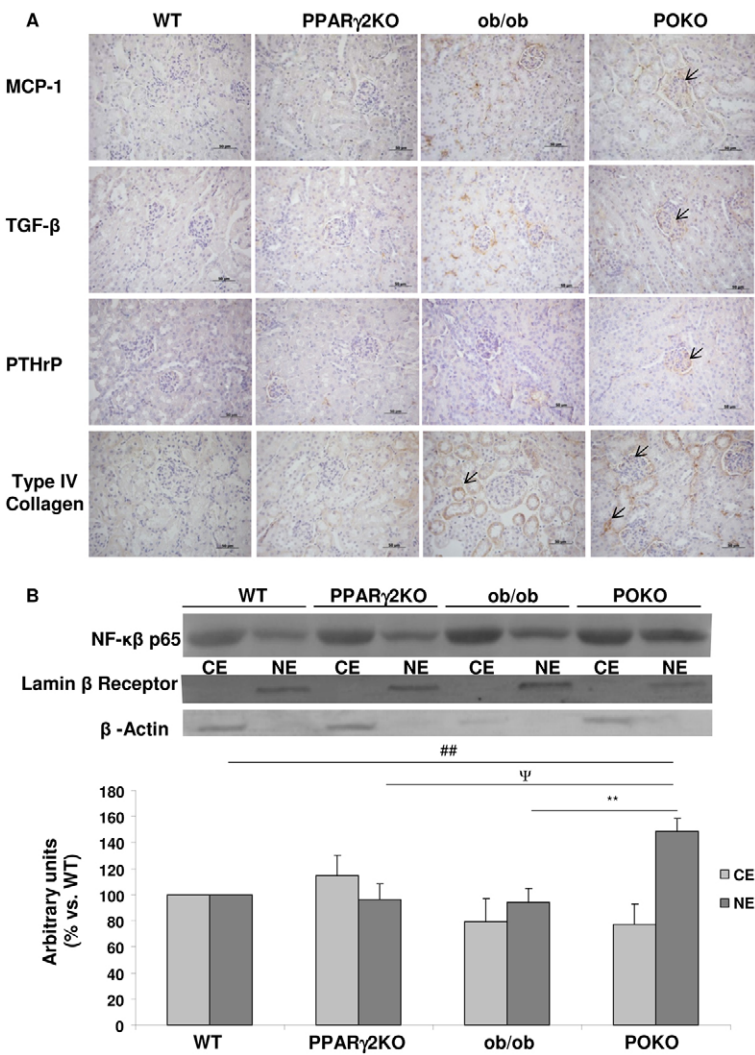 A WT PPARγ2KO ob/ob POKO
MCP-1
TGF-β
PTHrP
Type IV
Collagen
B
WT PPARγ2KO ob/ob POKO
NF-κβ p65
CE NE CE NE CE NE CE NE
Lamin β Receptor
β -Actin
##
Ψ
**
Arbitrary units
(% vs. WT)
180
160
140
120
100
80
60
40
20
0
CE
NE
WT PPARγ2KO ob/ob POKO